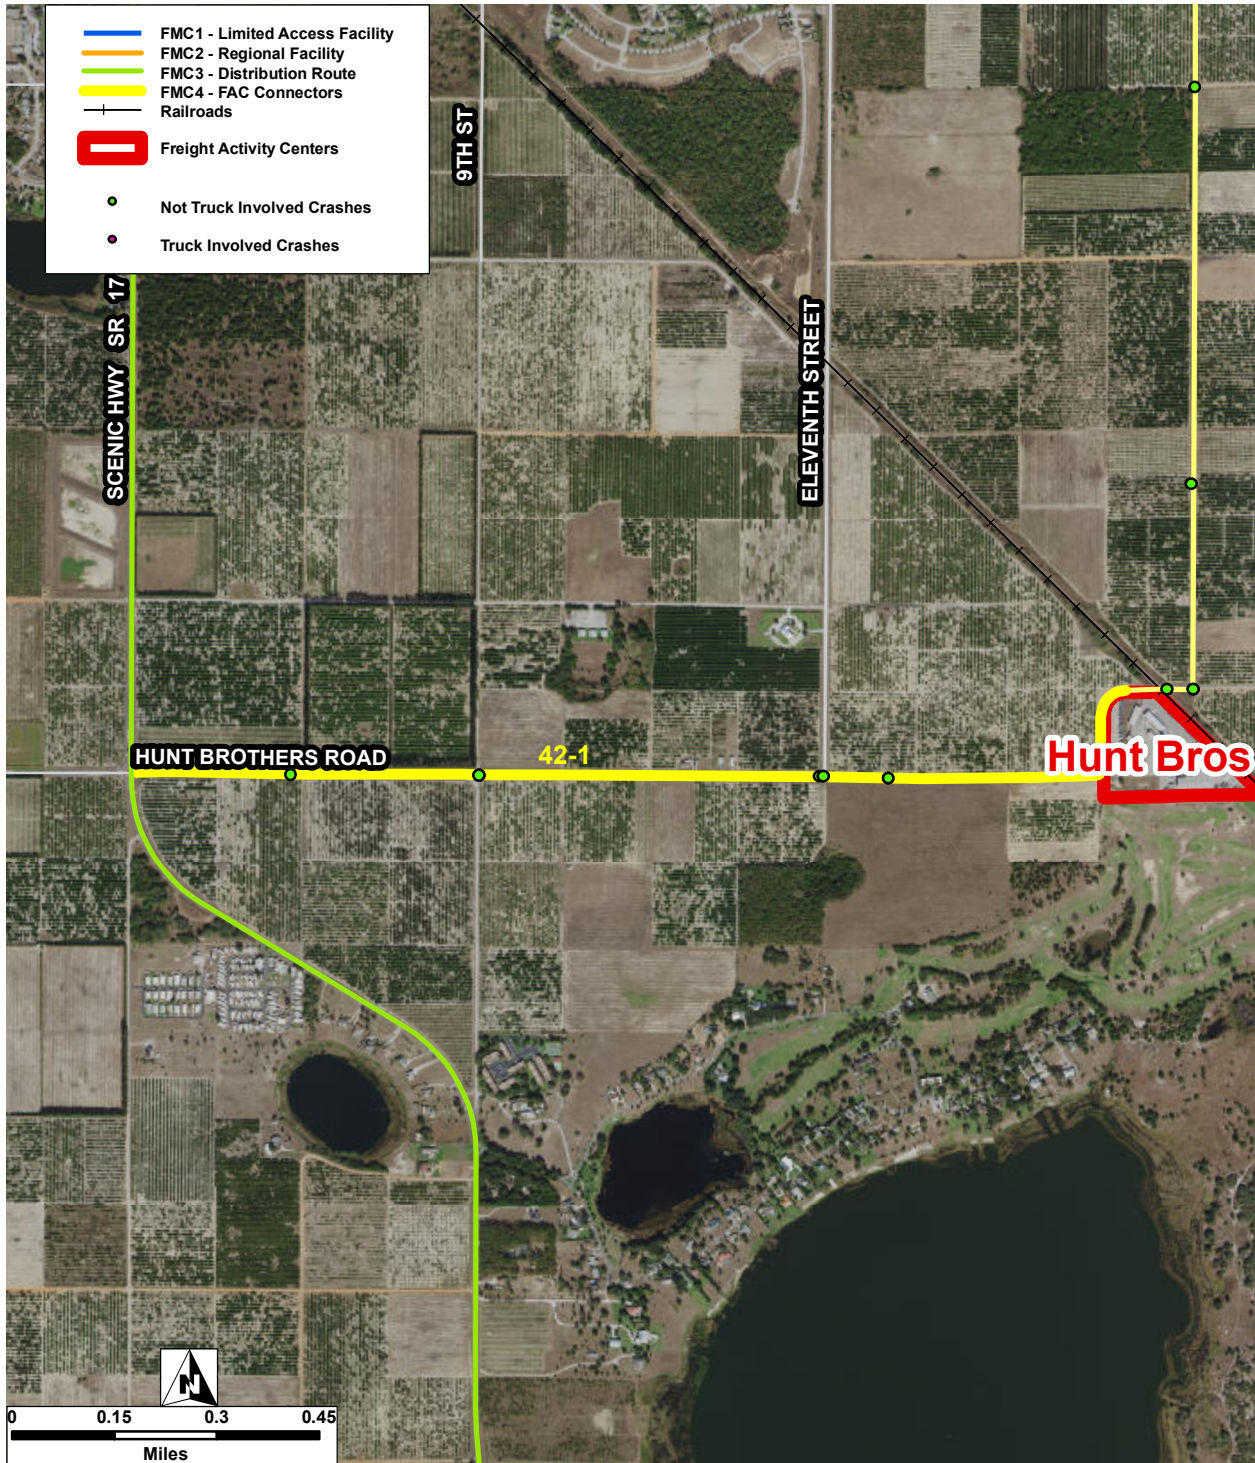 FMC1 - Limited Access Facility
FMC2 - Regional Facility
FMC3 - Distribution Route
FMC4 - FAC Connectors
Railroads
Freight Activity Centers
Not Truck Involved Crashes
Truck Involved Crashes
9TH ST
SCENIC HWY SR 17
ELEVENTH STREET
HUNT BROTHERS ROAD
42-1
Hunt Bros
N
0 0.15 0.3 0.45
Miles